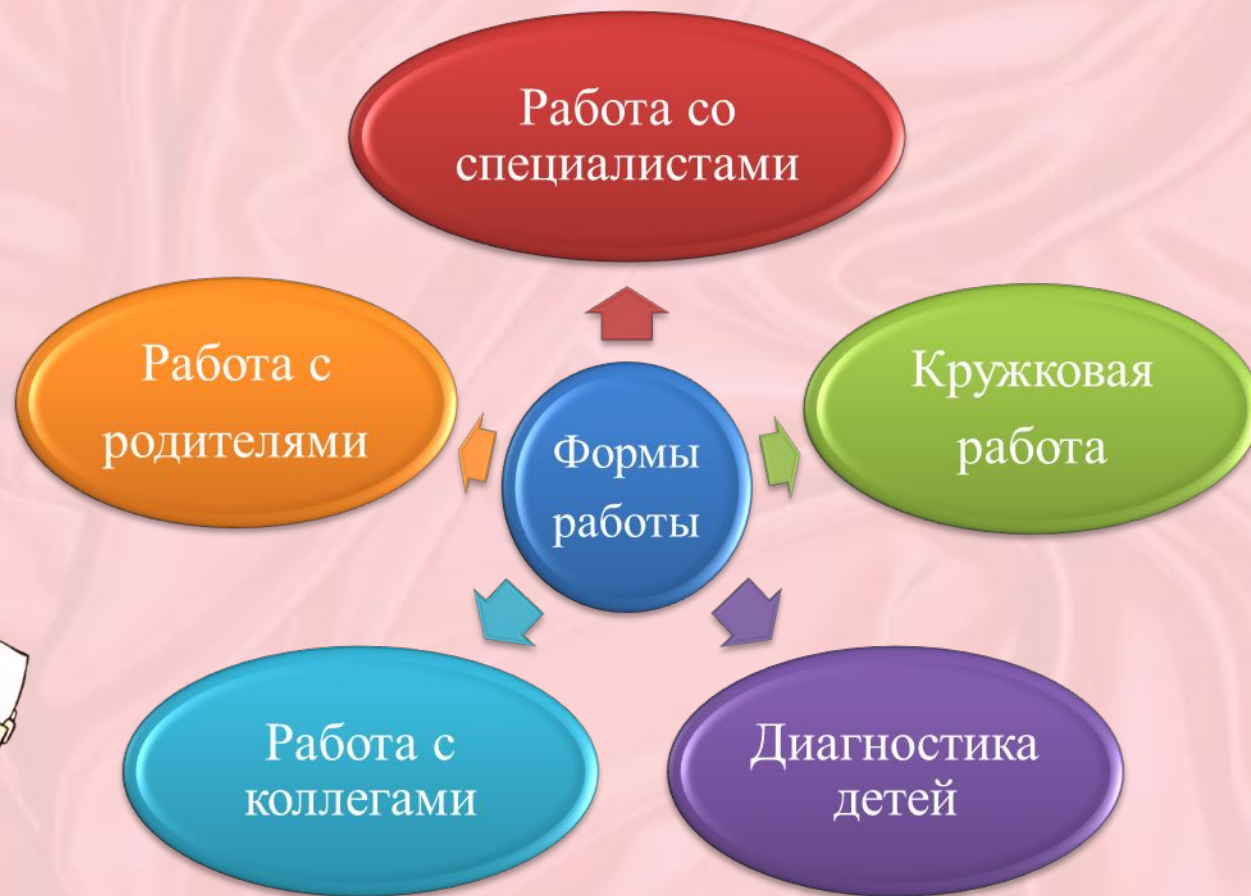 Работа со
специалистами
Работа с
родителями
Формы
работы
Кружковая
работа
Работа с
коллегами
Диагностика
детей